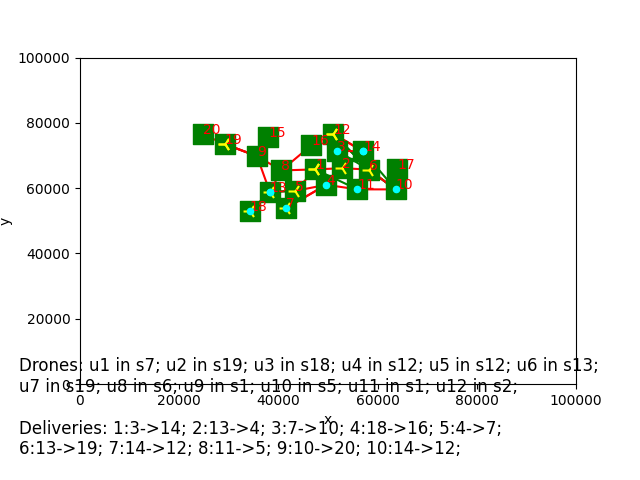 100000
80000
60000
40000
20000
0
y
20
12
15
19
14
17
13
10
11
18
Drones: u1 in s7; u2 in s19; u3 in s18; u4 in s12; u5 in s12; u6 in s13;
u7 in s19; u8 in s6; u9 in s1; u10 in s5; u11 in s1; u12 in s2;
0 20000 40000 60000 80000 100000
x
Deliveries: 1:3->14; 2:13->4; 3:7->10; 4:18->16; 5:4->7;
6:13->19; 7:14->12; 8:11->5; 9:10->20; 10:14->12;